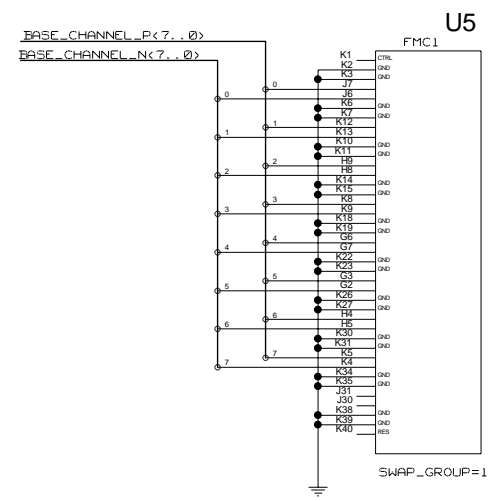 U5
BASE_CHANNEL_P<7..0>
FMC1
BASE_CHANNEL_N<7..0>
K1 CTRL
K2 GND
K3 GND
0 J7
0 J6
K6 GND
K7 GND
1 K12
1 K13
K10 GND
K11 GND
2 H9
2 H8
K14 GND
K15 GND
3 K8
3 K9
K18 GND
K19 GND
4 G6
4 G7
K22 GND
K23 GND
5 G3
5 G2
K26 GND
K27 GND
6 H4
6 H5
K30 GND
K31 GND
7 K5
7 K4
K34 GND
K35 GND
J31
J30
K38 GND
K39 GND
K40 RES
SWAP_GROUP=1